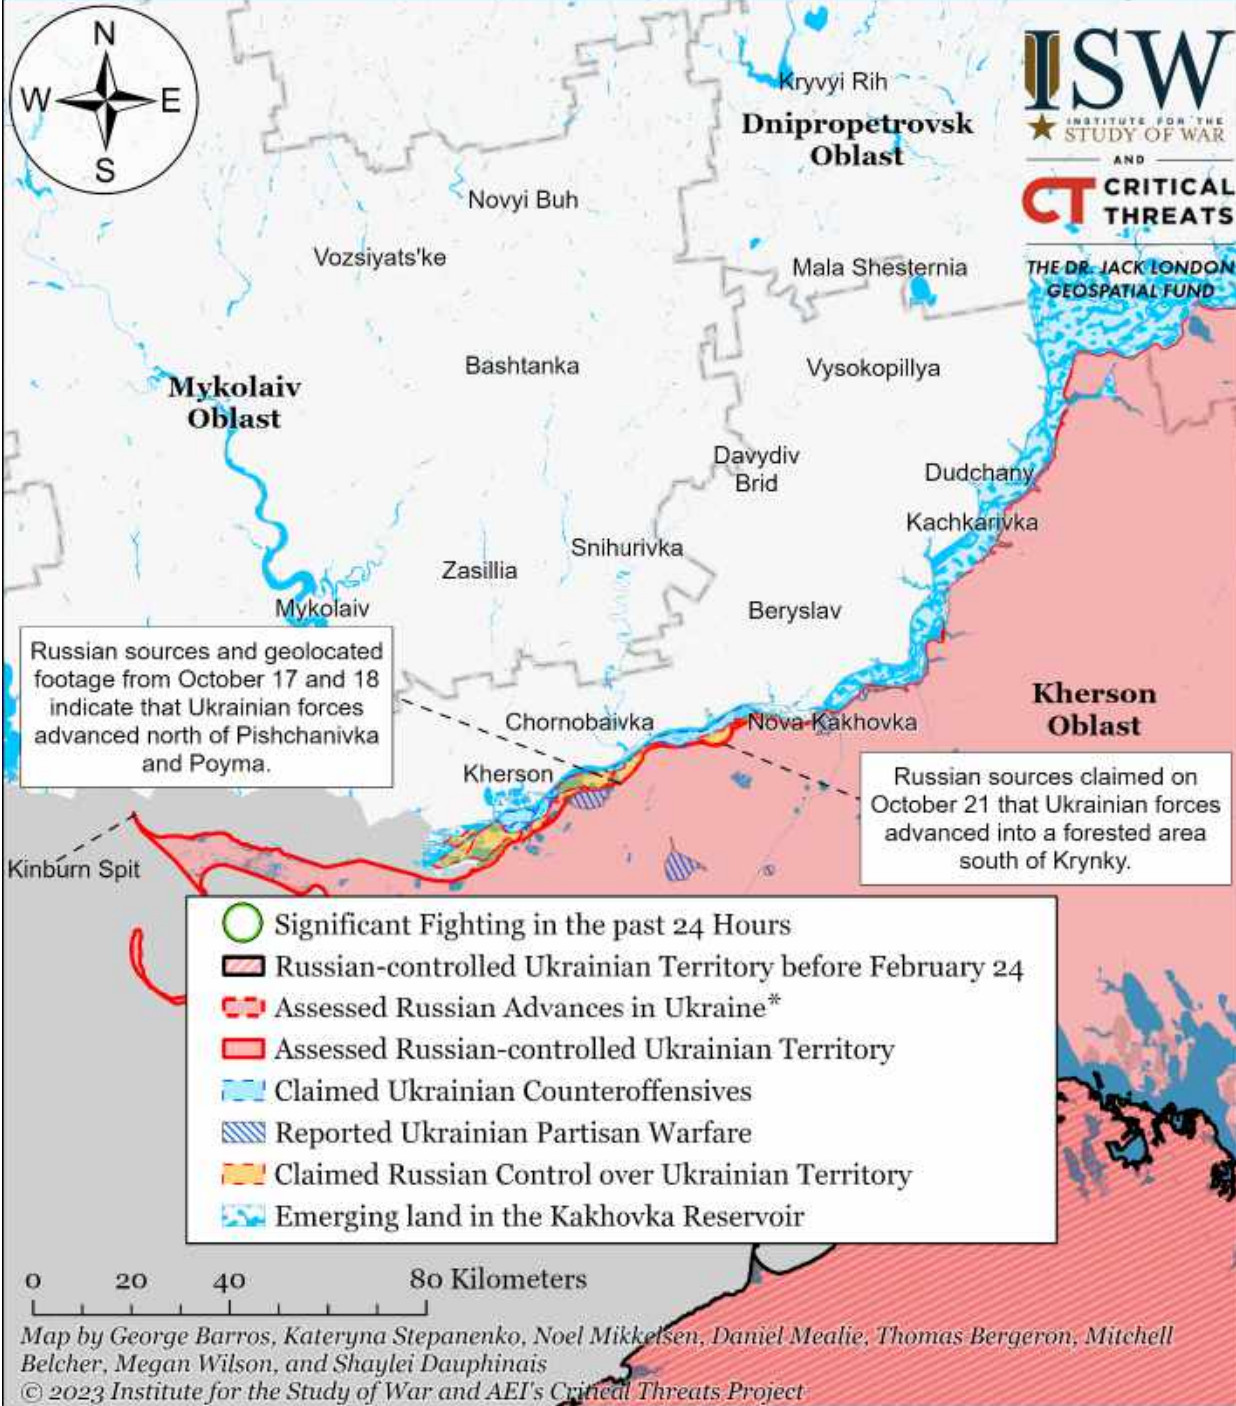 N
W
E
S
ISW
INSTITUTE FOR THE
STUDY OF WAR
AND
CT CRITICAL
THREATS
THE DR. JACK LONDON
GEOSPATIAL FUND
Kryvyi Rih
Dnipropetrovsk
Oblast
Novyi Buh
Vozsiyats'ke
Mala Shesternia
Bashtanka
Vysokopillya
Mykolaiv
Oblast
Davydiv
Brid
Dudchany
Kachkarivka
Snihurivka
Zasillia
Mykolaiv
Beryslav
Russian sources and geolocated
footage from October 17 and 18
indicate that Ukrainian forces
advanced north of Pishchanivka
and Poyma.
Kherson
Oblast
Chornobaivka
Nova Kakhovka
Kherson
Russian sources claimed on
October 21 that Ukrainian forces
advanced into a forested area
south of Krynky.
Kinburn Spit
Significant Fighting in the past 24 Hours
Russian-controlled Ukrainian Territory before February 24
Assessed Russian Advances in Ukraine*
Assessed Russian-controlled Ukrainian Territory
Claimed Ukrainian Counteroffensives
Reported Ukrainian Partisan Warfare
Claimed Russian Control over Ukrainian Territory
Emerging land in the Kakhovka Reservoir
0 20 40 80 Kilometers
Map by George Barros, Kateryna Stepanenko, Noel Mikkelsen, Daniel Mealie, Thomas Bergeron, Mitchell
Belcher, Megan Wilson, and Shaylei Dauphinais
© 2023 Institute for the Study of War and AEI's Critical Threats Project